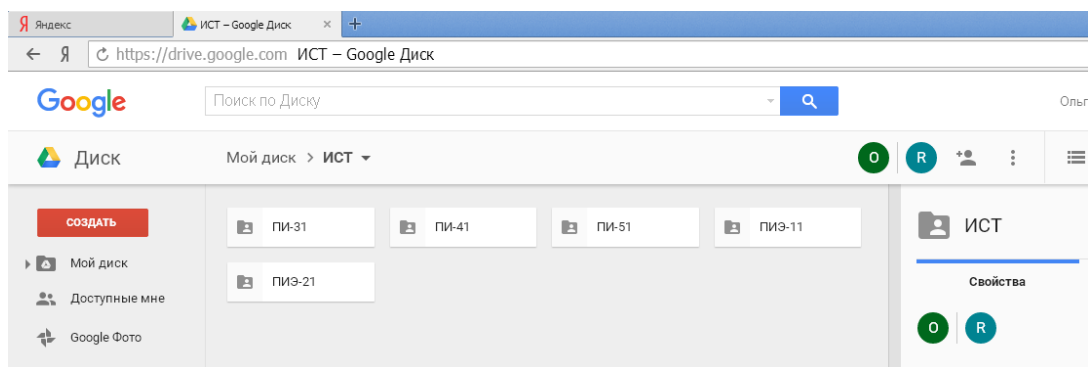 Я Яндекс ИСТ – Google Диск × +
← Я https://drive.google.com ИСТ – Google Диск
Google Поиск по Диску
Диск Мой диск > ИСТ O R
СОЗДАТЬ ПИ-31 ПИ-41 ПИ-51 ПИЭ-11 ИСТ
Мой диск
ПИЭ-21 Свойства
Доступные мне
Google Фото O R